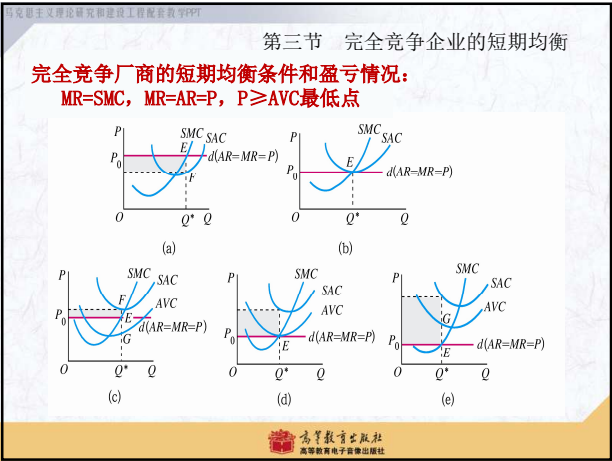 马克思主义理论研究和建设工程配套教学PPT
第三节 完全竞争企业的短期均衡
完全竞争厂商的短期均衡条件和盈亏情况：
MR=SMC，MR=AR=P，P≥AVC最低点
P
SMC
SAC
E
P₀
d(AR=MR=P)
F
O
Q*
Q
(a)
P
SMC
SAC
E
P₀
d(AR=MR=P)
O
Q*
Q
(b)
P
SMC
SAC
F
AVC
P₀
E
d(AR=MR=P)
G
O
Q*
Q
(c)
P
SMC
SAC
AVC
P₀
E
d(AR=MR=P)
O
Q*
Q
(d)
P
SMC
SAC
AVC
G
P₀
E
d(AR=MR=P)
O
Q*
Q
(e)
高等教育出版社
高等教育电子音像出版社